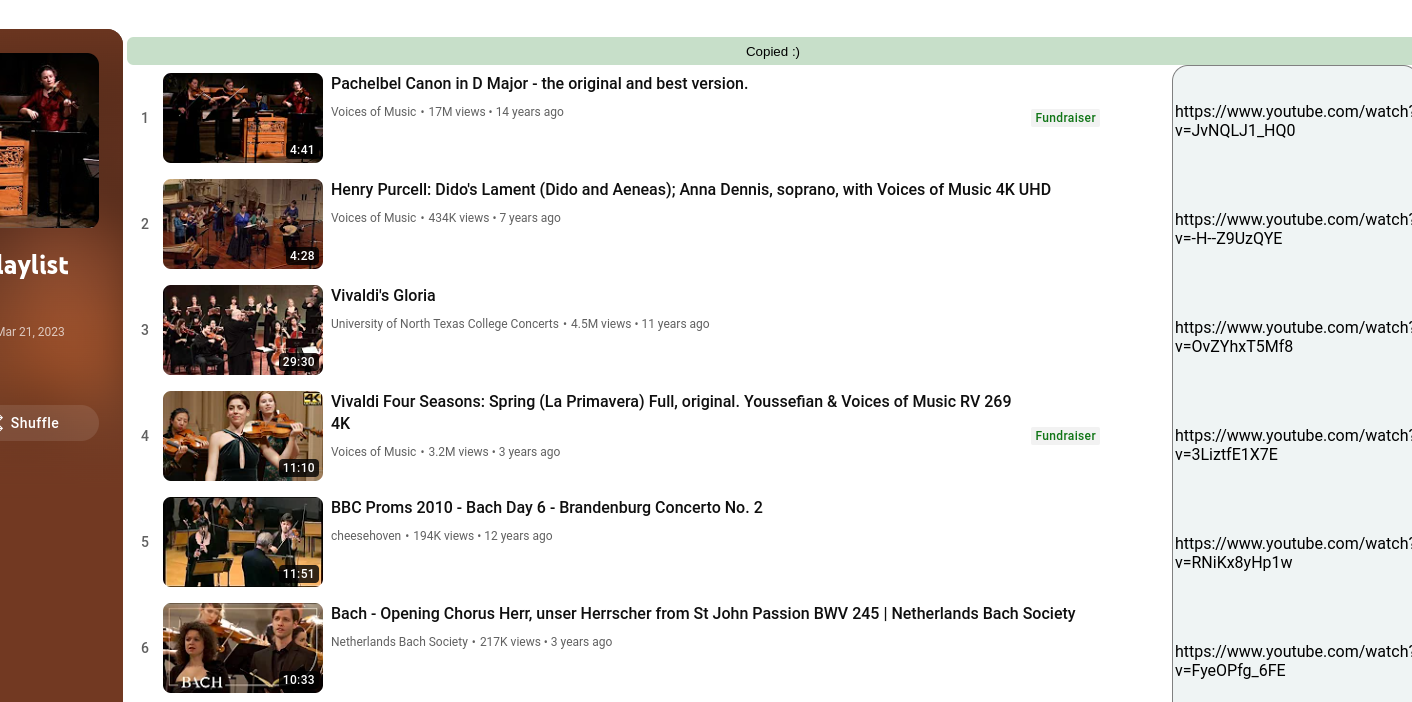 Copied :)
laylist
Mar 21, 2023
Shuffle
1
4:41
Pachelbel Canon in D Major - the original and best version.
Voices of Music • 17M views • 14 years ago
Fundraiser
https://www.youtube.com/watch?
v=JvNQLJ1_HQ0
2
4:28
Henry Purcell: Dido's Lament (Dido and Aeneas); Anna Dennis, soprano, with Voices of Music 4K UHD
Voices of Music • 434K views • 7 years ago
https://www.youtube.com/watch?
v=-H--Z9UzQYE
3
29:30
Vivaldi's Gloria
University of North Texas College Concerts • 4.5M views • 11 years ago
https://www.youtube.com/watch?
v=OvZYhxT5Mf8
4
4K
11:10
Vivaldi Four Seasons: Spring (La Primavera) Full, original. Youssefian & Voices of Music RV 269
4K
Voices of Music • 3.2M views • 3 years ago
Fundraiser
https://www.youtube.com/watch?
v=3LiztfE1X7E
5
11:51
BBC Proms 2010 - Bach Day 6 - Brandenburg Concerto No. 2
cheesehoven • 194K views • 12 years ago
https://www.youtube.com/watch?
v=RNiKx8yHp1w
6
BACH
10:33
Bach - Opening Chorus Herr, unser Herrscher from St John Passion BWV 245 | Netherlands Bach Society
Netherlands Bach Society • 217K views • 3 years ago
https://www.youtube.com/watch?
v=FyeOPfg_6FE